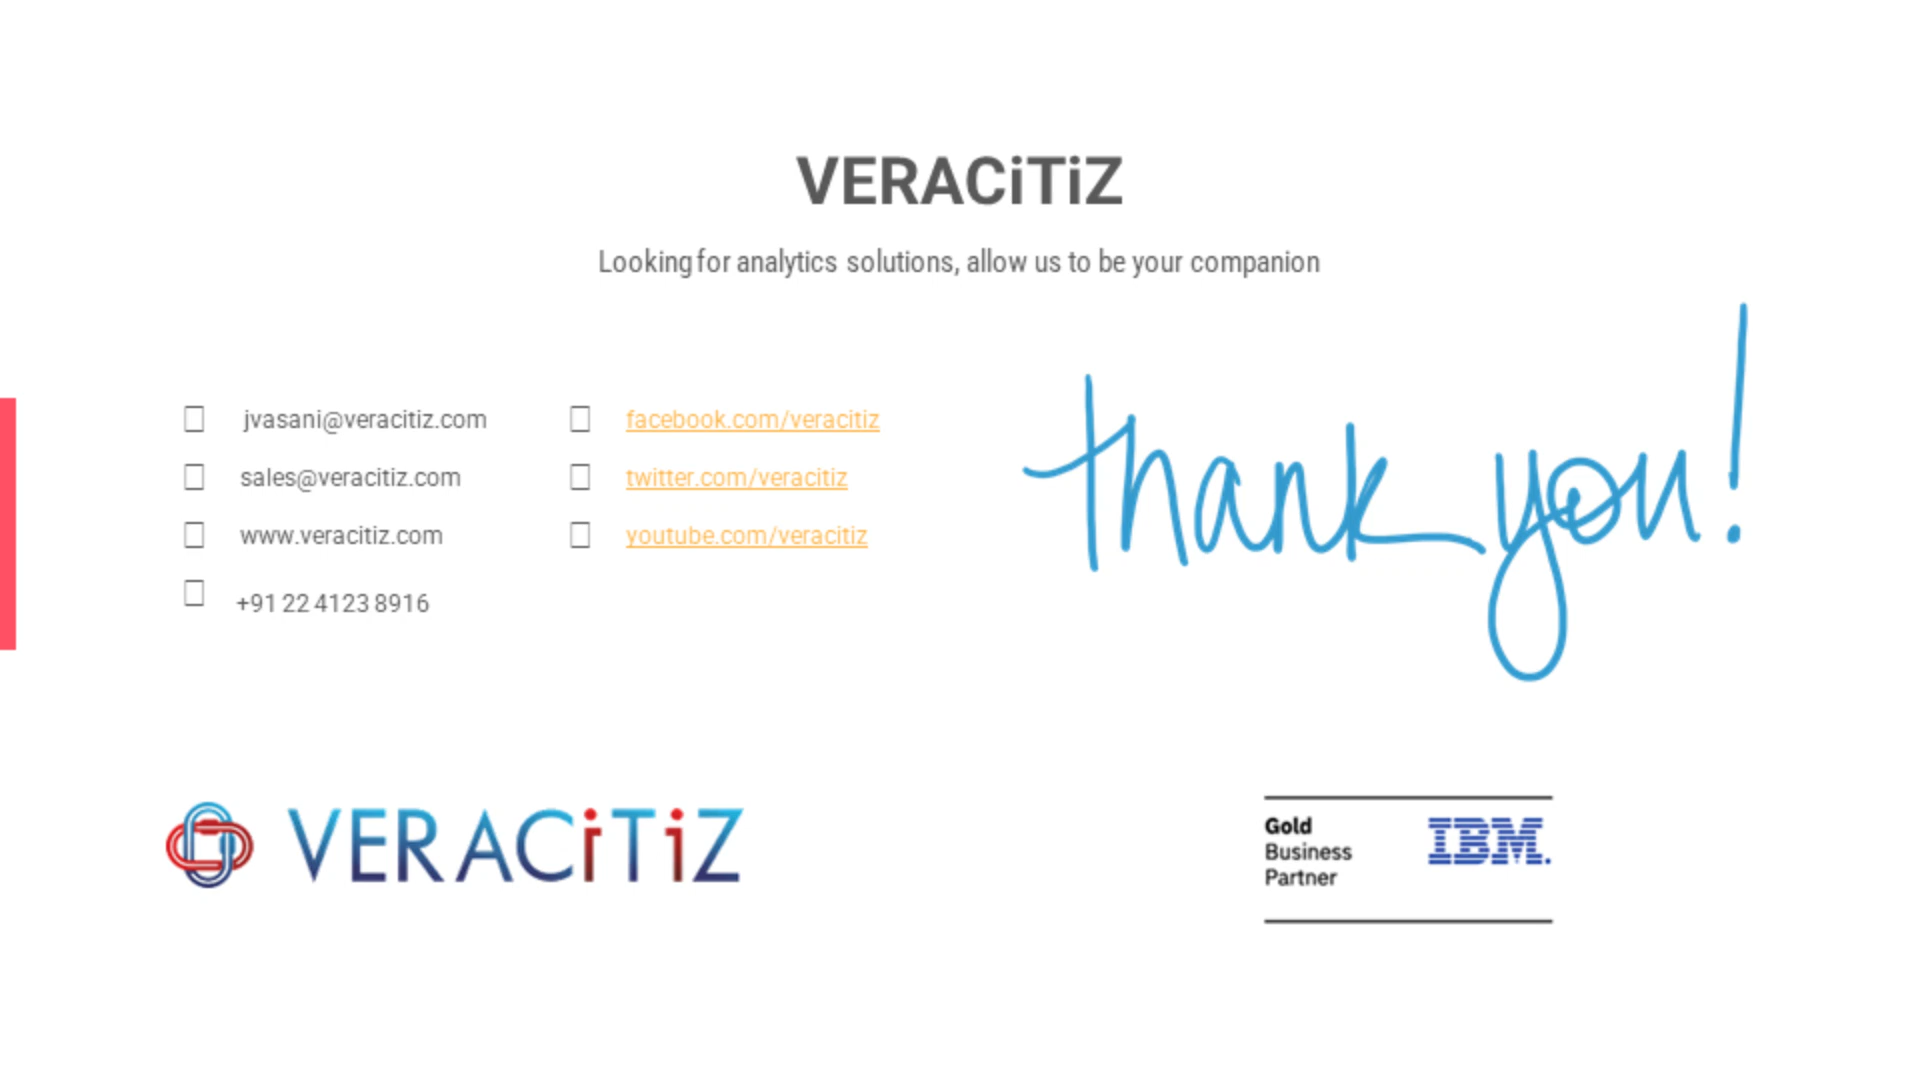 VERACiTiZ
Looking for analytics solutions, allow us to be your companion
jvasani@veracitiz.com
sales@veracitiz.com
www.veracitiz.com
+91 22 4123 8916
facebook.com/veracitiz
twitter.com/veracitiz
youtube.com/veracitiz
thank you!
VERACiTiZ
Gold
Business
Partner
IBM.